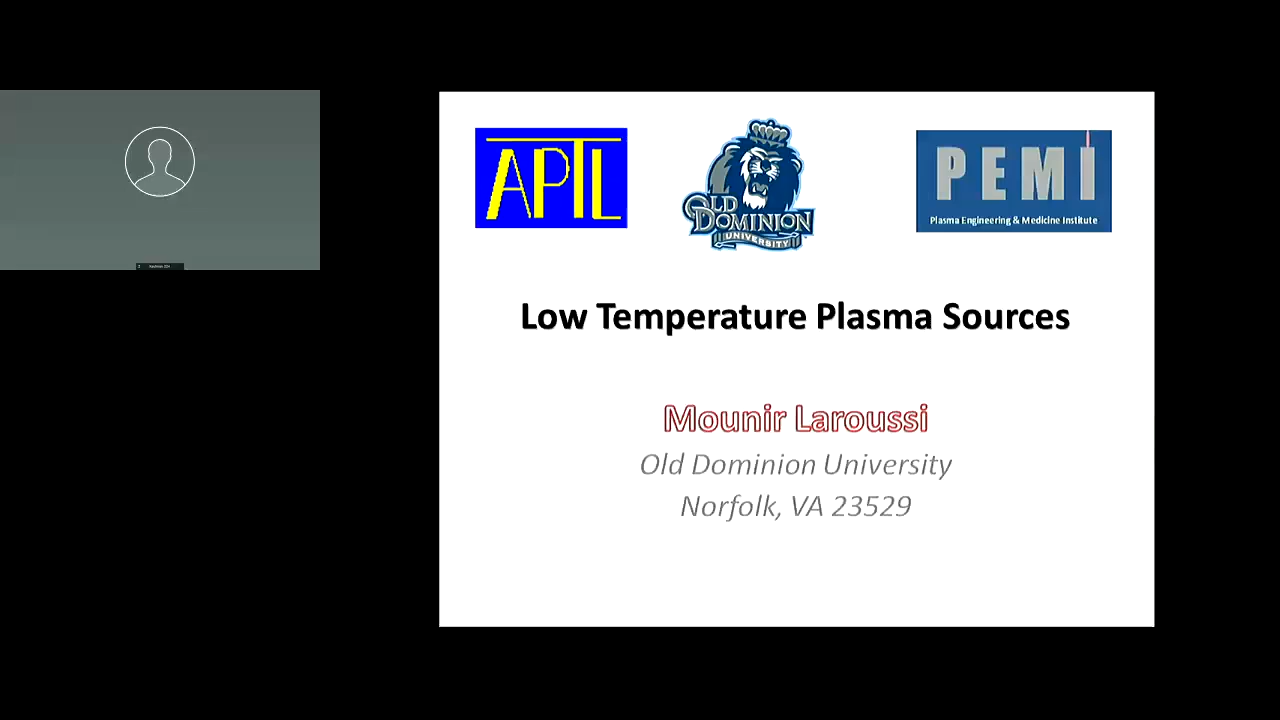 APTL
OLD
DOMINION
UNIVERSITY
PEMI
Plasma Engineering & Medicine Institute
Low Temperature Plasma Sources
Mounir Laroussi
Old Dominion University
Norfolk, VA 23529